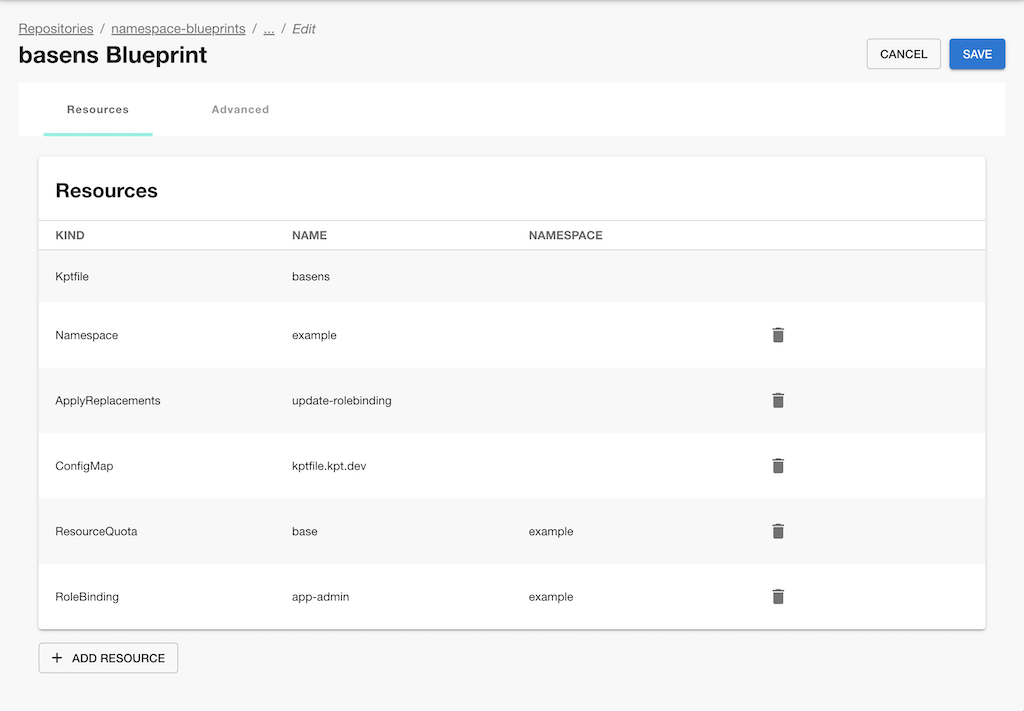 Repositories / namespace-blueprints / ... / Edit
basens Blueprint
CANCEL
SAVE
Resources
Advanced
Resources
KIND NAME NAMESPACE
Kptfile basens
Namespace example
ApplyReplacements update-rolebinding
ConfigMap kptfile.kpt.dev
ResourceQuota base example
RoleBinding app-admin example
+ ADD RESOURCE